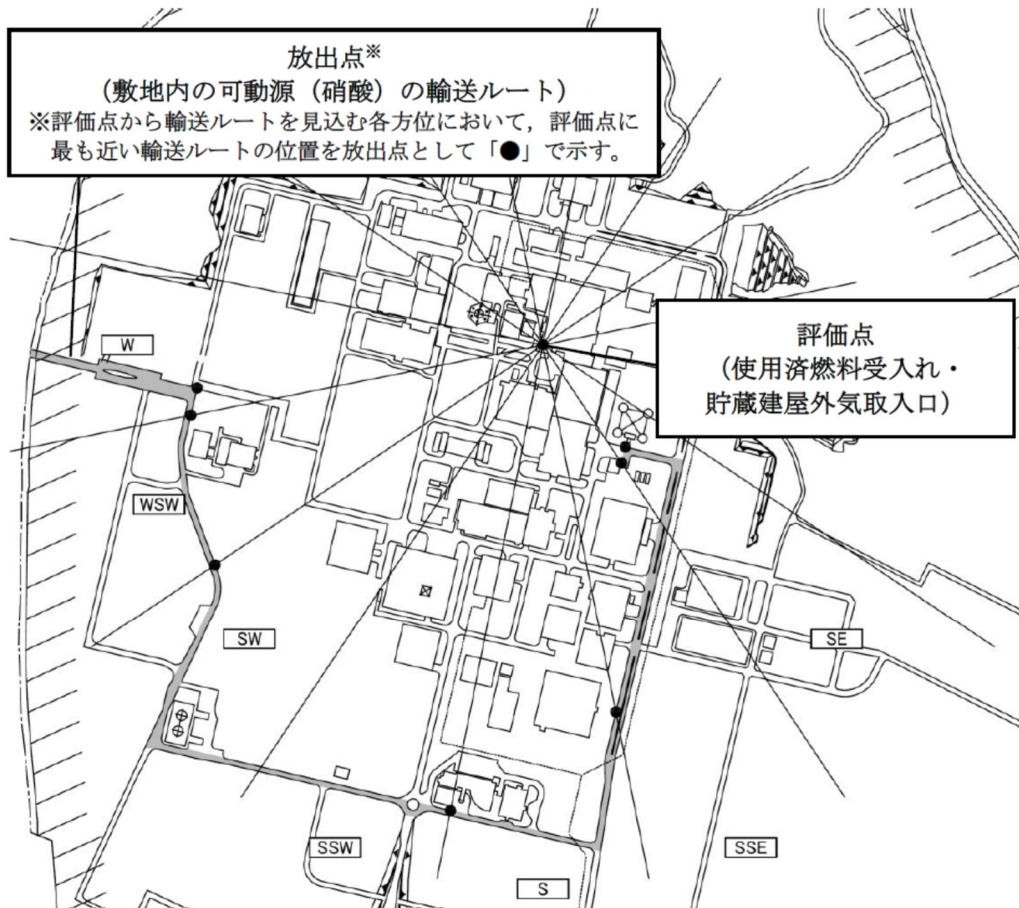 放出点※
（敷地内の可動源（硝酸）の輸送ルート）
※評価点から輸送ルートを見込む各方位において，評価点に
最も近い輸送ルートの位置を放出点として「●」で示す。
評価点
（使用済燃料受入れ・
貯蔵建屋外気取入口）
W
WSW
SW
SE
SSW
SSE
S